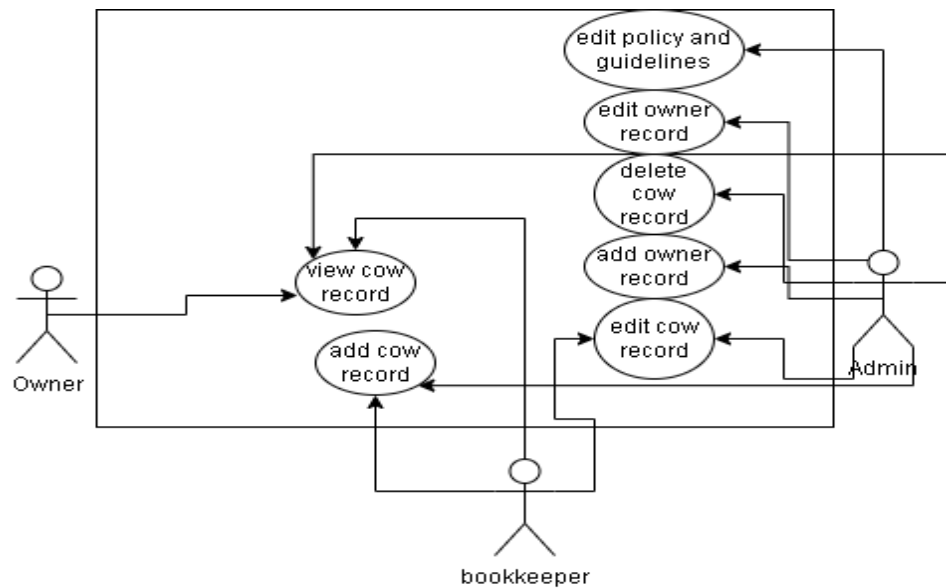 edit policy and
guidelines
edit owner
record
delete
cow
record
add owner
record
view cow
record
edit cow
record
add cow
record
Owner
Admin
bookkeeper